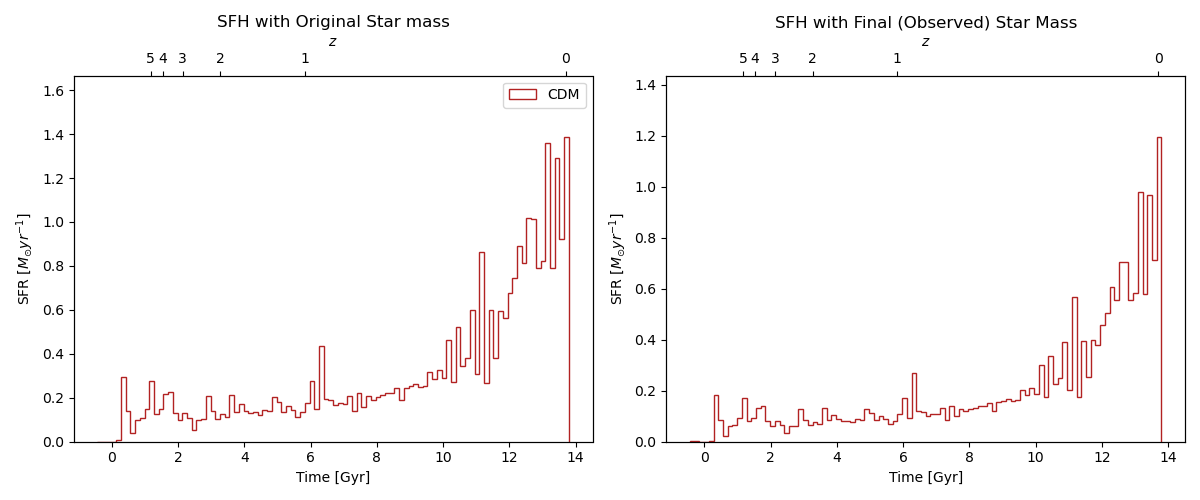 SFH with Original Star mass
z
5 4 3 2 1 0
CDM
1.6
1.4
1.2
1.0
0.8
0.6
0.4
0.2
0.0
SFR [$M_{\odot}yr^{-1}$]
0 2 4 6 8 10 12 14
Time [Gyr]
SFH with Final (Observed) Star Mass
z
5 4 3 2 1 0
1.4
1.2
1.0
0.8
0.6
0.4
0.2
0.0
SFR [$M_{\odot}yr^{-1}$]
0 2 4 6 8 10 12 14
Time [Gyr]